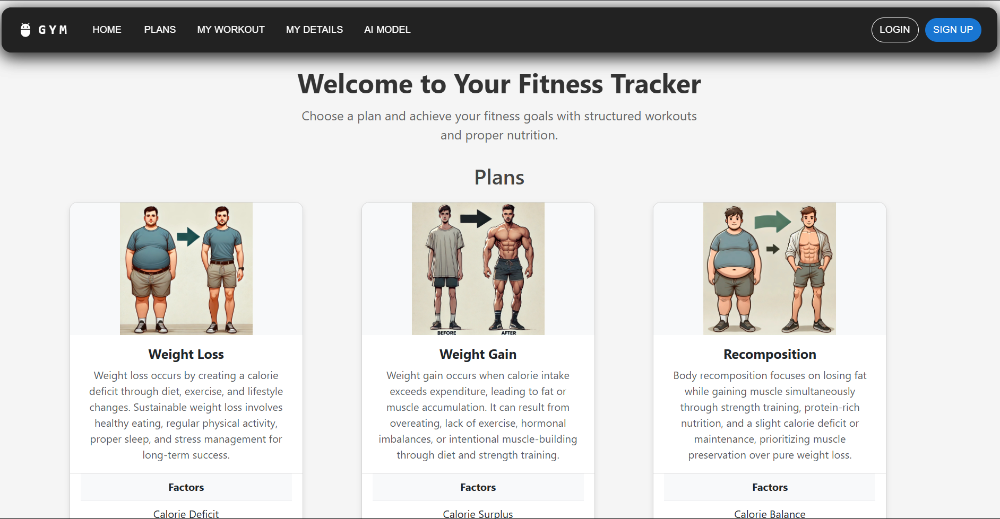 GYM HOME PLANS MY WORKOUT MY DETAILS AI MODEL LOGIN SIGN UP
Welcome to Your Fitness Tracker
Choose a plan and achieve your fitness goals with structured workouts
and proper nutrition.
Plans
BEFORE AFTER
Weight Loss
Weight loss occurs by creating a calorie
deficit through diet, exercise, and lifestyle
changes. Sustainable weight loss involves
healthy eating, regular physical activity,
proper sleep, and stress management for
long-term success.
Factors
Calorie Deficit
Weight Gain
Weight gain occurs when calorie intake
exceeds expenditure, leading to fat or
muscle accumulation. It can result from
overeating, lack of exercise, hormonal
imbalances, or intentional muscle-building
through diet and strength training.
Factors
Calorie Surplus
Recomposition
Body recomposition focuses on losing fat
while gaining muscle simultaneously
through strength training, protein-rich
nutrition, and a slight calorie deficit or
maintenance, prioritizing muscle
preservation over pure weight loss.
Factors
Calorie Balance